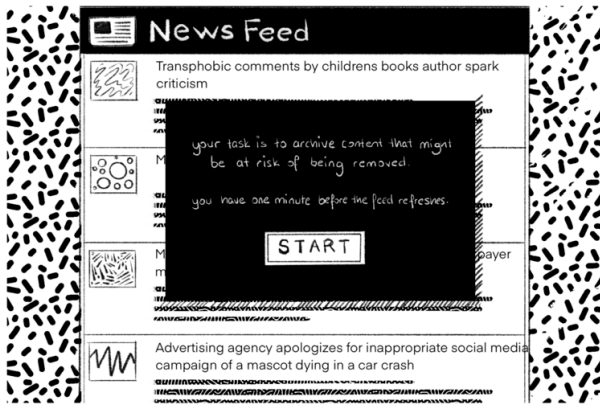 News Feed
Transphobic comments by childrens books author spark
criticism
your task is to archive content that might
be at risk of being removed.
you have one minute before the feed refreshes.
START
M
M
payer
m
Advertising agency apologizes for inappropriate social media
campaign of a mascot dying in a car crash